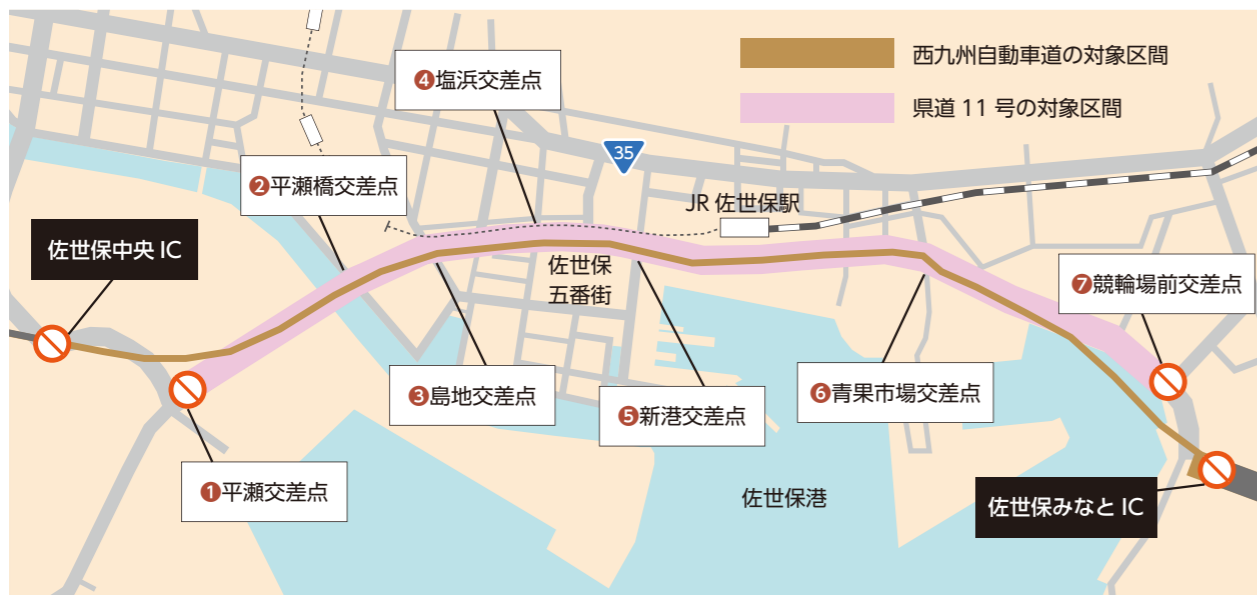 西九州自動車道の対象区間
県道 11 号の対象区間
❹塩浜交差点
35
❷平瀬橋交差点
JR 佐世保駅
佐世保中央 IC
佐世保
五番街
❼競輪場前交差点
❸島地交差点
❺新港交差点
❻青果市場交差点
❶平瀬交差点
佐世保港
佐世保みなと IC